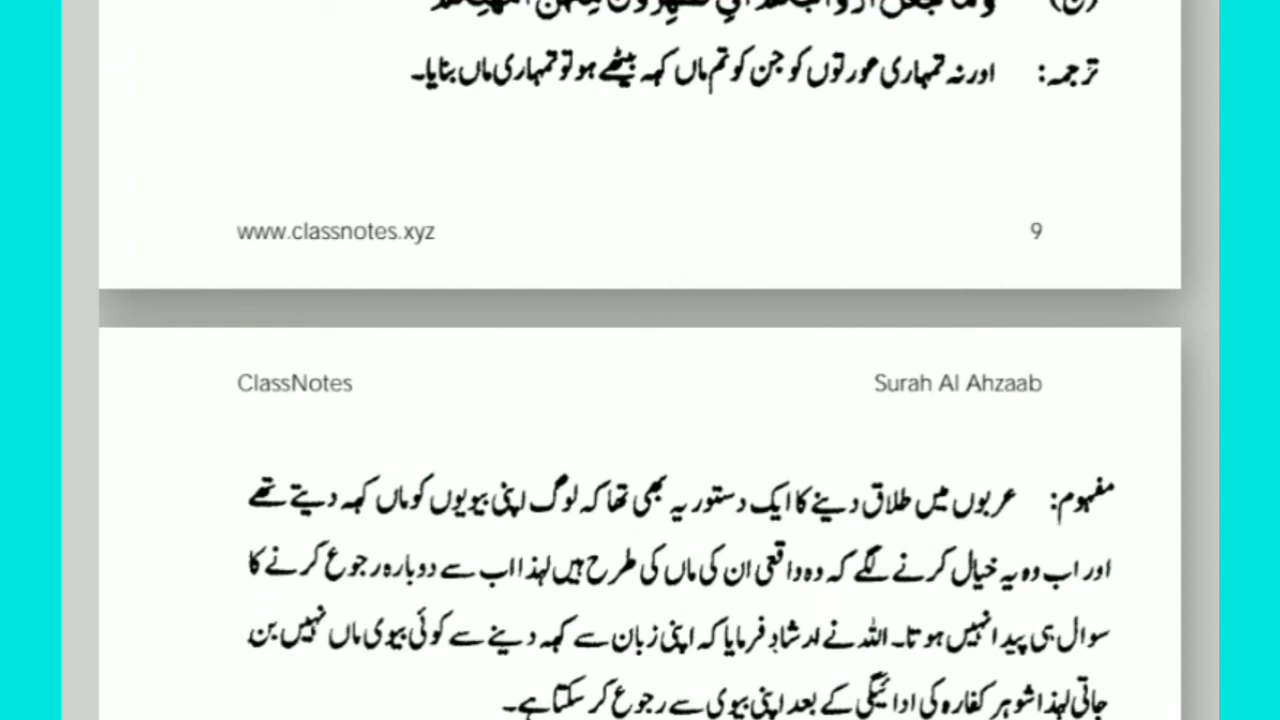 (ن) وَمَا جَعَلَ
ترجمہ: اور نہ تمہاری عورتوں کو جن کو تم ماں کہہ بیٹھے ہو تو تمہاری ماں بنایا۔
www.classnotes.xyz 9
ClassNotes Surah Al Ahzaab
مفہوم: عربوں میں طلاق دینے کا ایک دستور یہ بھی تھا کہ لوگ اپنی بیویوں کو ماں کہہ دیتے تھے
اور اب وہ یہ خیال کرنے لگے کہ وہ واقعی ان کی ماں کی طرح ہیں لہذا اب سے دوبارہ رجوع کرنے کا
سوال ہی پیدا نہیں ہوتا۔ اللہ نے ارشاد فرمایا کہ اپنی زبان سے کہہ دینے سے کوئی بیوی ماں نہیں بن
جاتی لہذا شوہر کفارہ کی ادائیگی کے بعد اپنی بیوی سے رجوع کر سکتا ہے۔